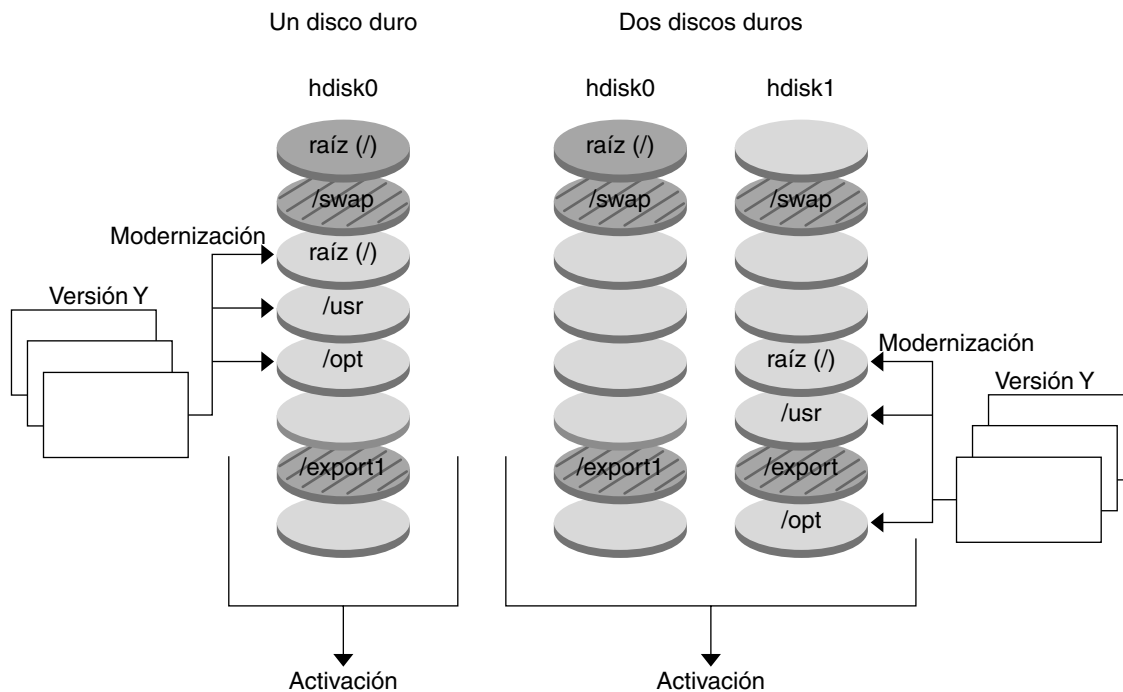 Un disco duro
Dos discos duros
hdisk0
hdisk0
hdisk1
raíz (/)
raíz (/)
/swap
/swap
/swap
Modernización
raíz (/)
Versión Y
/usr
/opt
raíz (/)
Modernización
Versión Y
/usr
/export1
/export1
/export
/opt
Activación
Activación